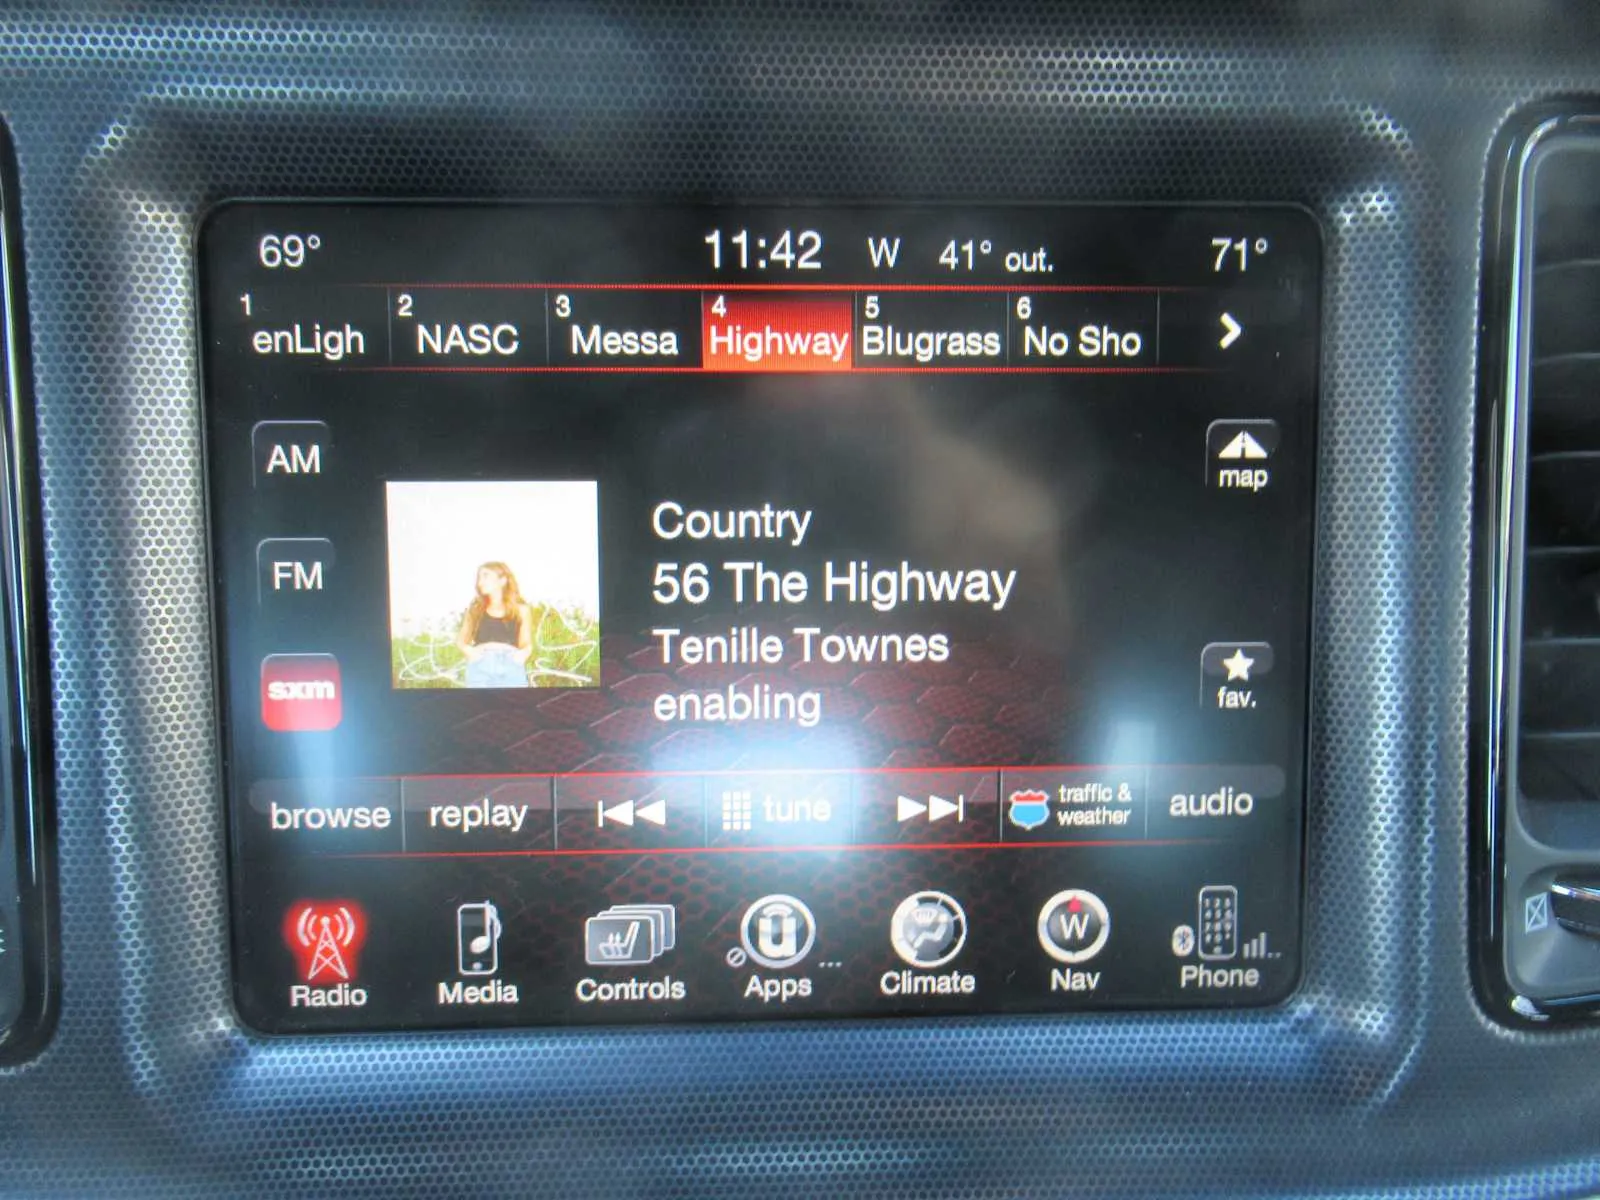 69° 11:42 W 41° out. 71°
1 2 3 4 5 6
enLigh NASC Messa Highway Blugrass No Sho
AM
map
Country
56 The Highway
FM
Tenille Townes
sxm
fav.
enabling
browse replay tune traffic & weather audio
Radio Media Controls Apps ... Climate W Nav Phone